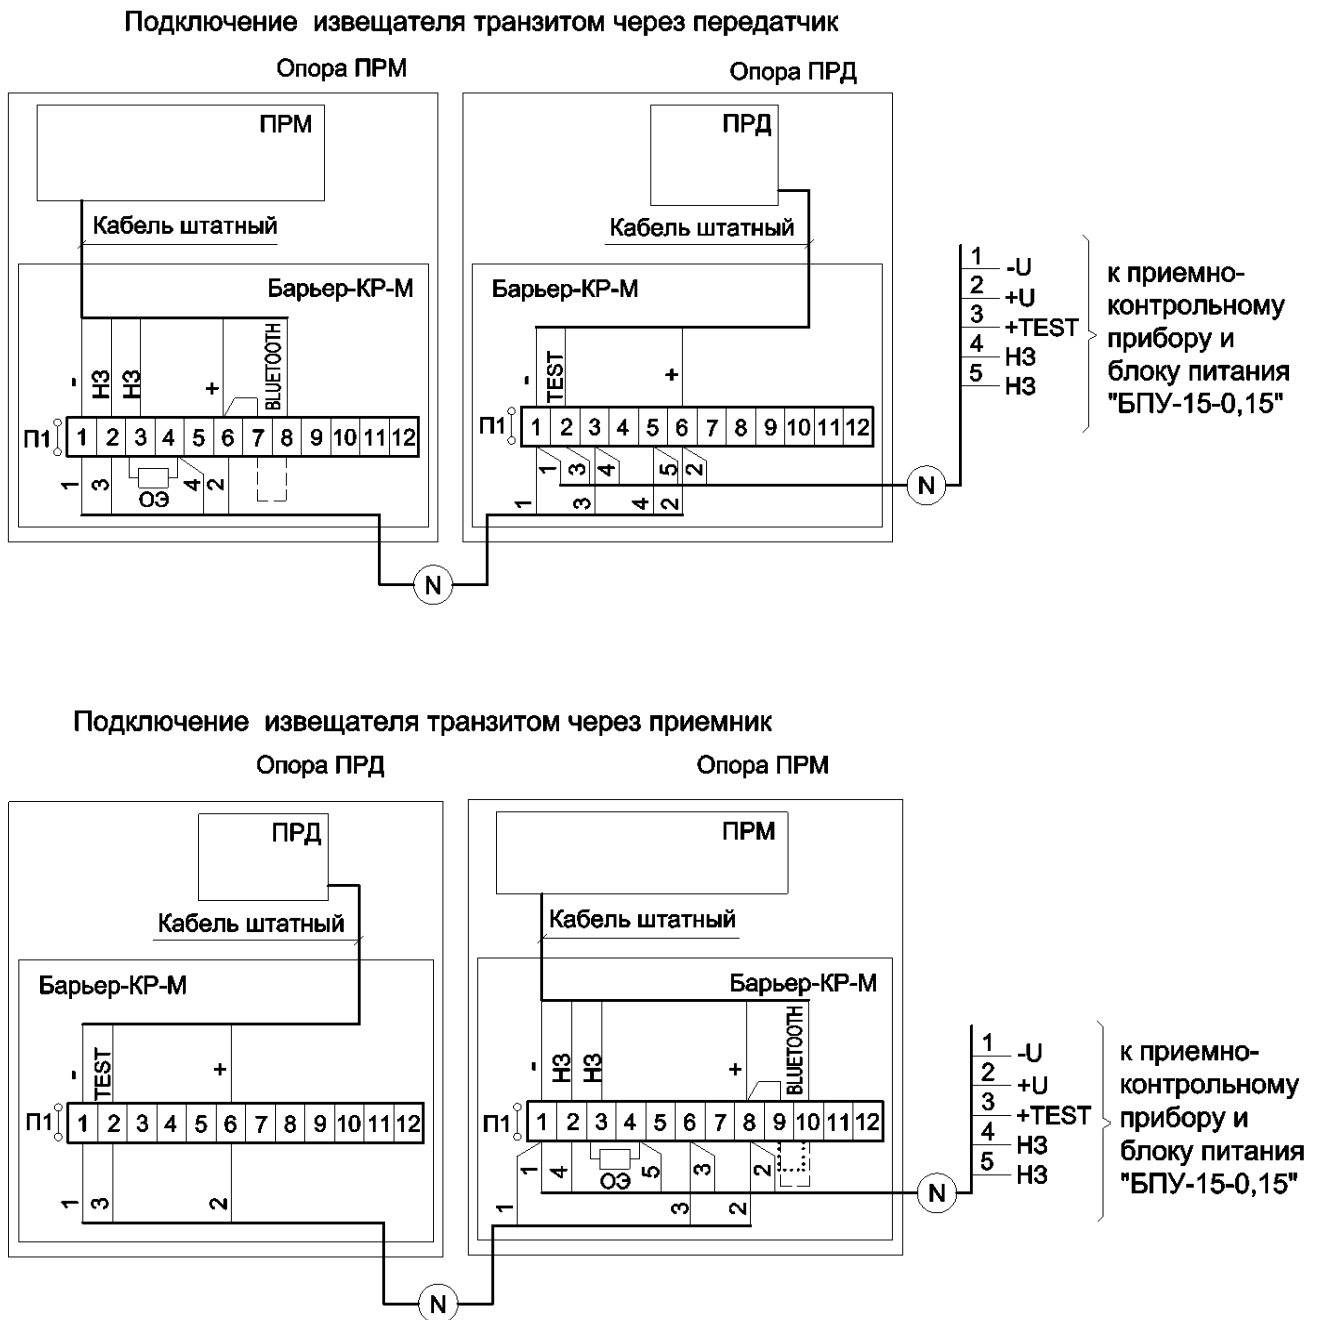 Подключение извещателя транзитом через передатчик
Опора ПРМ
Опора ПРД
ПРМ
ПРД
Кабель штатный
Кабель штатный
Барьер-КР-М
Барьер-КР-М
- НЗ НЗ + BLUETOOTH
- TEST +
П1 1 2 3 4 5 6 7 8 9 10 11 12
П1 1 2 3 4 5 6 7 8 9 10 11 12
1 3 ОЭ 4 2
1 3 4 5 2
1 3 4 2
N
N
1 -U
2 +U
3 +TEST
4 НЗ
5 НЗ
к приемно-
контрольному
прибору и
блоку питания
"БПУ-15-0,15"
Подключение извещателя транзитом через приемник
Опора ПРД
Опора ПРМ
ПРД
ПРМ
Кабель штатный
Кабель штатный
Барьер-КР-М
Барьер-КР-М
- TEST +
- НЗ НЗ + BLUETOOTH
П1 1 2 3 4 5 6 7 8 9 10 11 12
П1 1 2 3 4 5 6 7 8 9 10 11 12
1 3 2
1 4 ОЭ 5 3 2
1 3 2
N
N
1 -U
2 +U
3 +TEST
4 НЗ
5 НЗ
к приемно-
контрольному
прибору и
блоку питания
"БПУ-15-0,15"